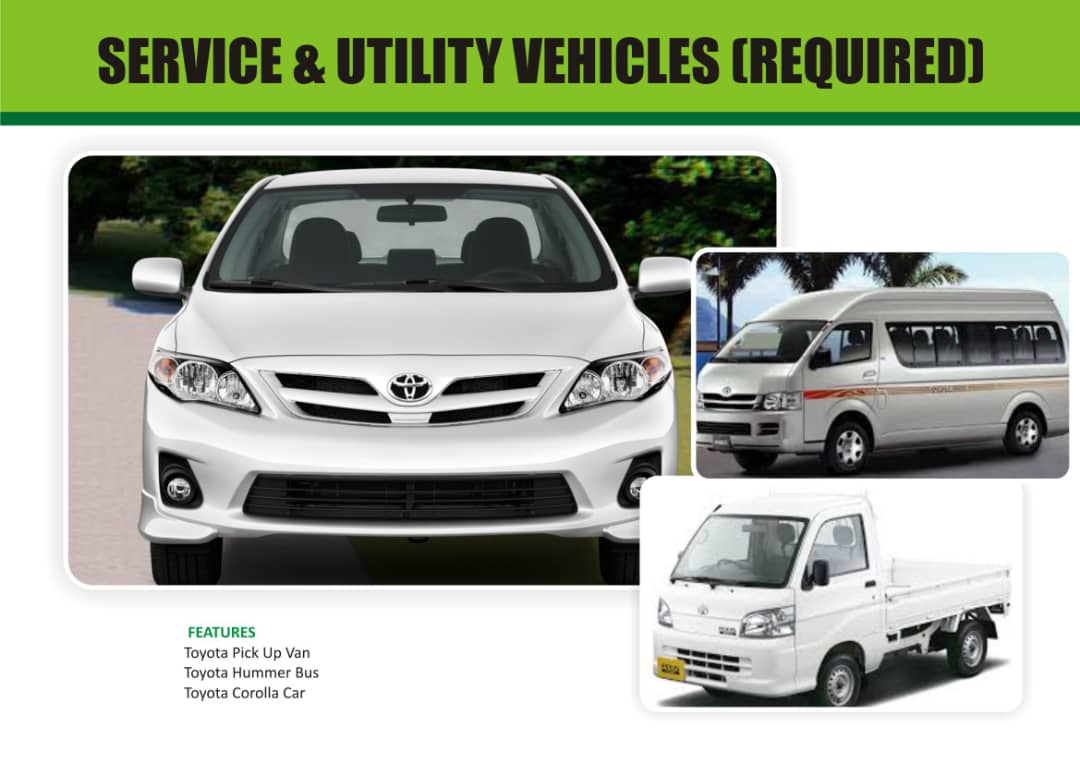 SERVICE & UTILITY VEHICLES (REQUIRED)
FEATURES
Toyota Pick Up Van
Toyota Hummer Bus
Toyota Corolla Car